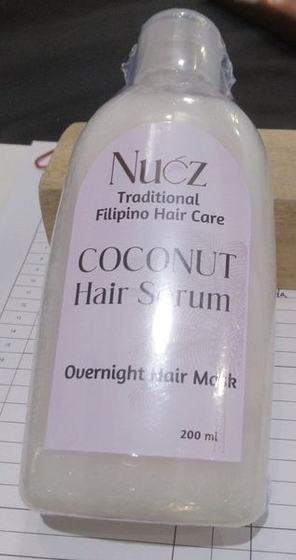 Nuéz
Traditional
Filipino Hair Care
COCONUT
Hair Serum
Overnight Hair Mask
200 ml